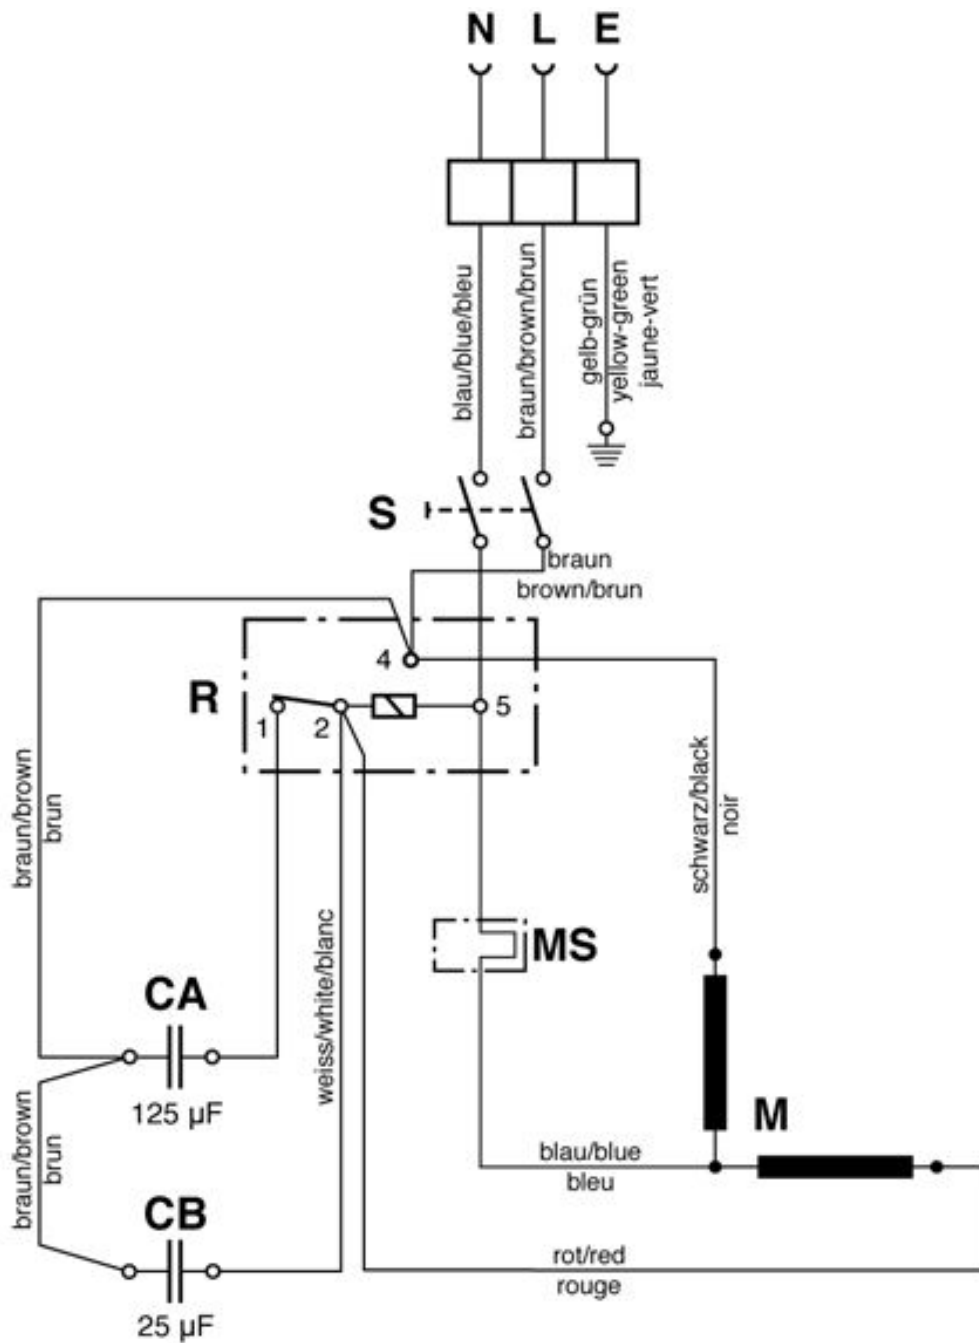 N L E
blau/blue/bleu
braun/brown/brun
gelb-grün
yellow-green
jaune-vert
S
braun
brown/brun
4
R
1
2
5
braun/brown
brun
schwarz/black
noir
weiss/white/blanc
MS
CA
125 µF
M
braun/brown
brun
blau/blue
bleu
CB
rot/red
rouge
25 µF